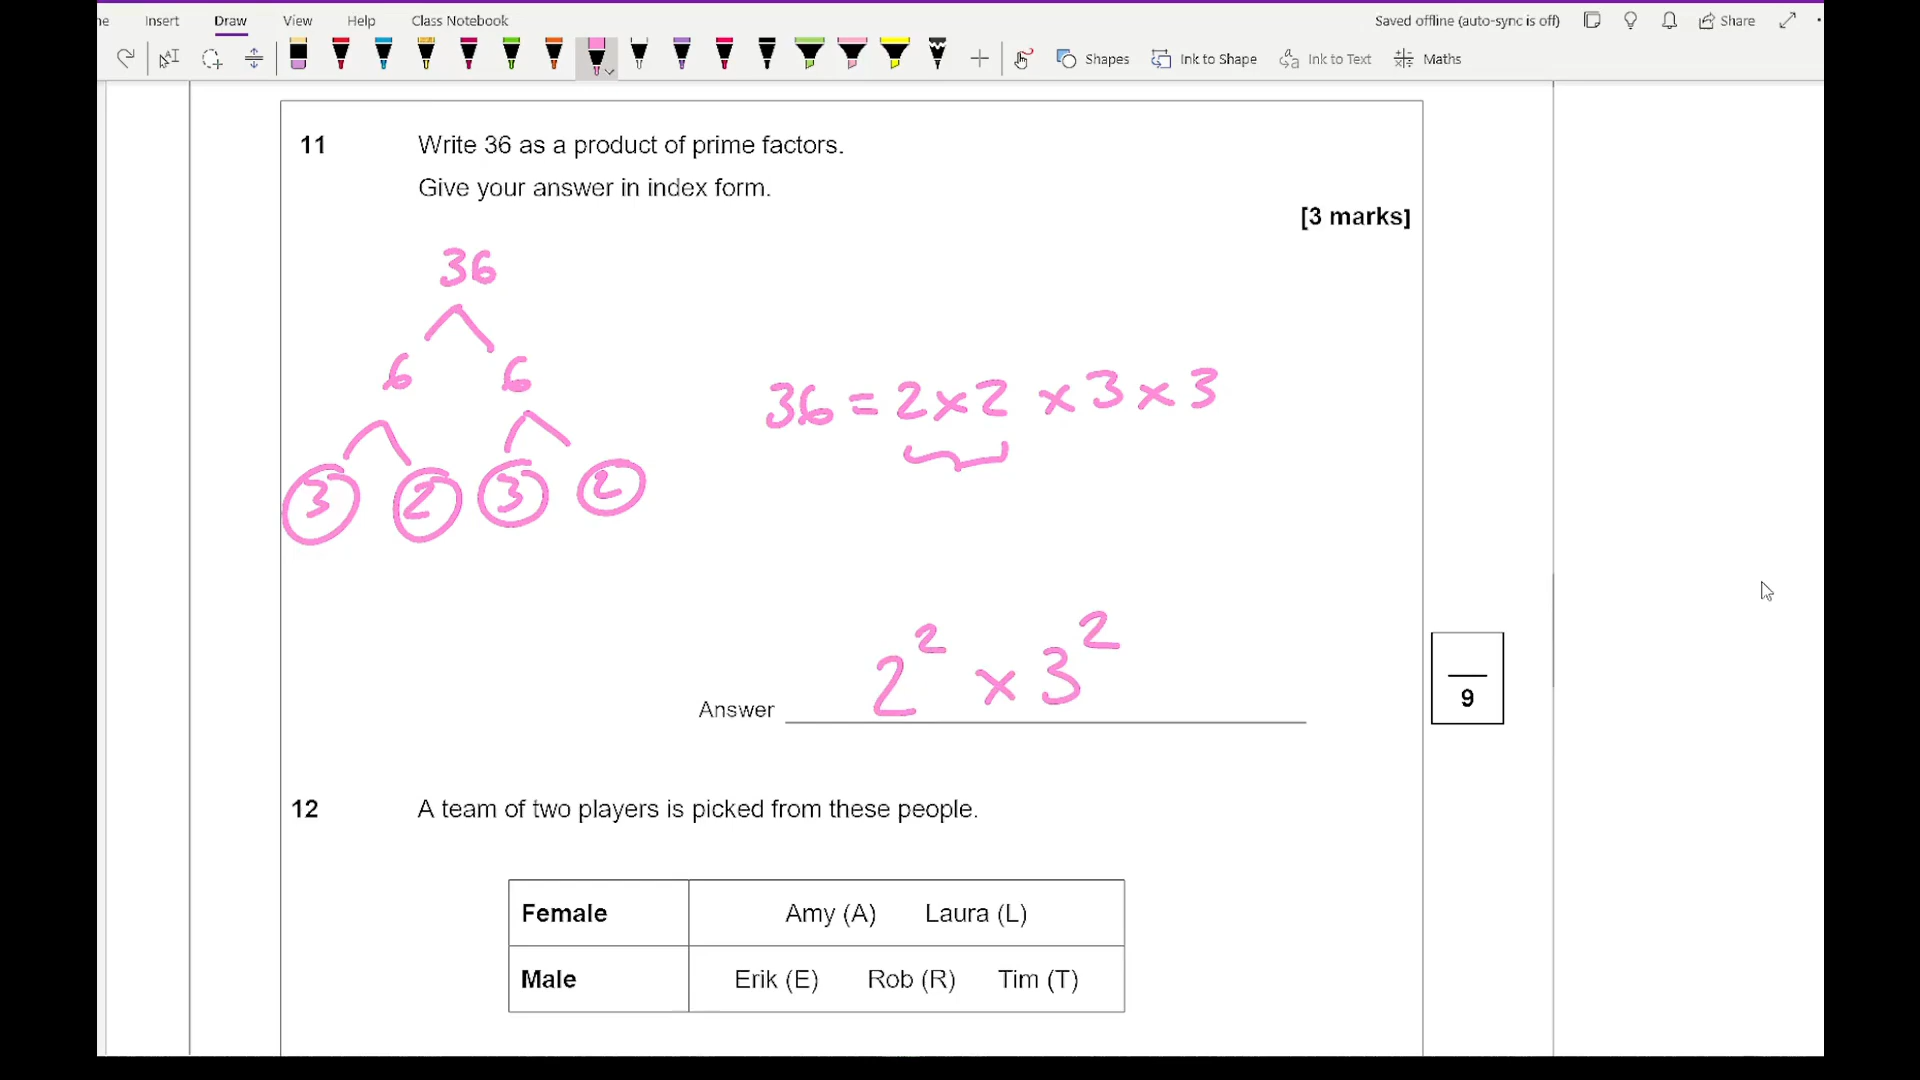 Insert Draw View Help Class Notebook Saved offline (auto-sync is off) Share
Shapes Ink to Shape Ink to Text Maths
11 Write 36 as a product of prime factors.
Give your answer in index form.
[3 marks]
36
6 6
36 = 2 × 2 × 3 × 3
3 2 3 2
2² × 3²
Answer
9
12 A team of two players is picked from these people.
Female Amy (A) Laura (L)
Male Erik (E) Rob (R) Tim (T)